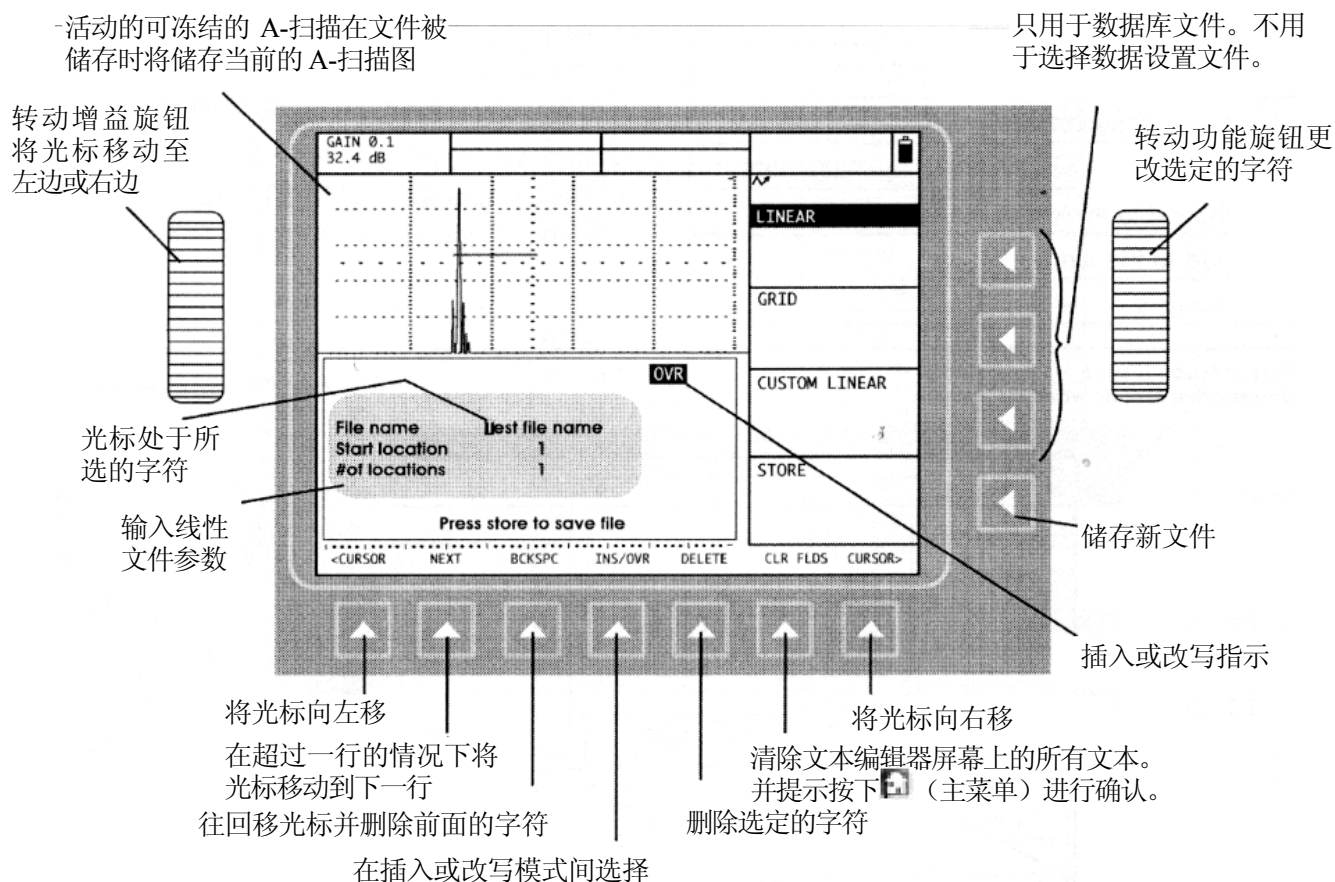 活动的可冻结的 A-扫描在文件被
储存时将储存当前的 A-扫描图
只用于数据库文件。不用
于选择数据设置文件。
转动增益旋钮
将光标移动至
左边或右边
转动功能旋钮更
改选定的字符
GAIN 0.1
32.4 dB
LINEAR
GRID
CUSTOM LINEAR
STORE
OVR
File name Test file name
Start location 1
#of locations 1
Press store to save file
<CURSOR NEXT BCKSPC INS/OVR DELETE CLR FLDS CURSOR>
光标处于所
选的字符
输入线性
文件参数
储存新文件
插入或改写指示
将光标向左移
将光标向右移
在超过一行的情况下将
光标移动到下一行
清除文本编辑器屏幕上的所有文本。
并提示按下 （主菜单）进行确认。
往回移光标并删除前面的字符
删除选定的字符
在插入或改写模式间选择